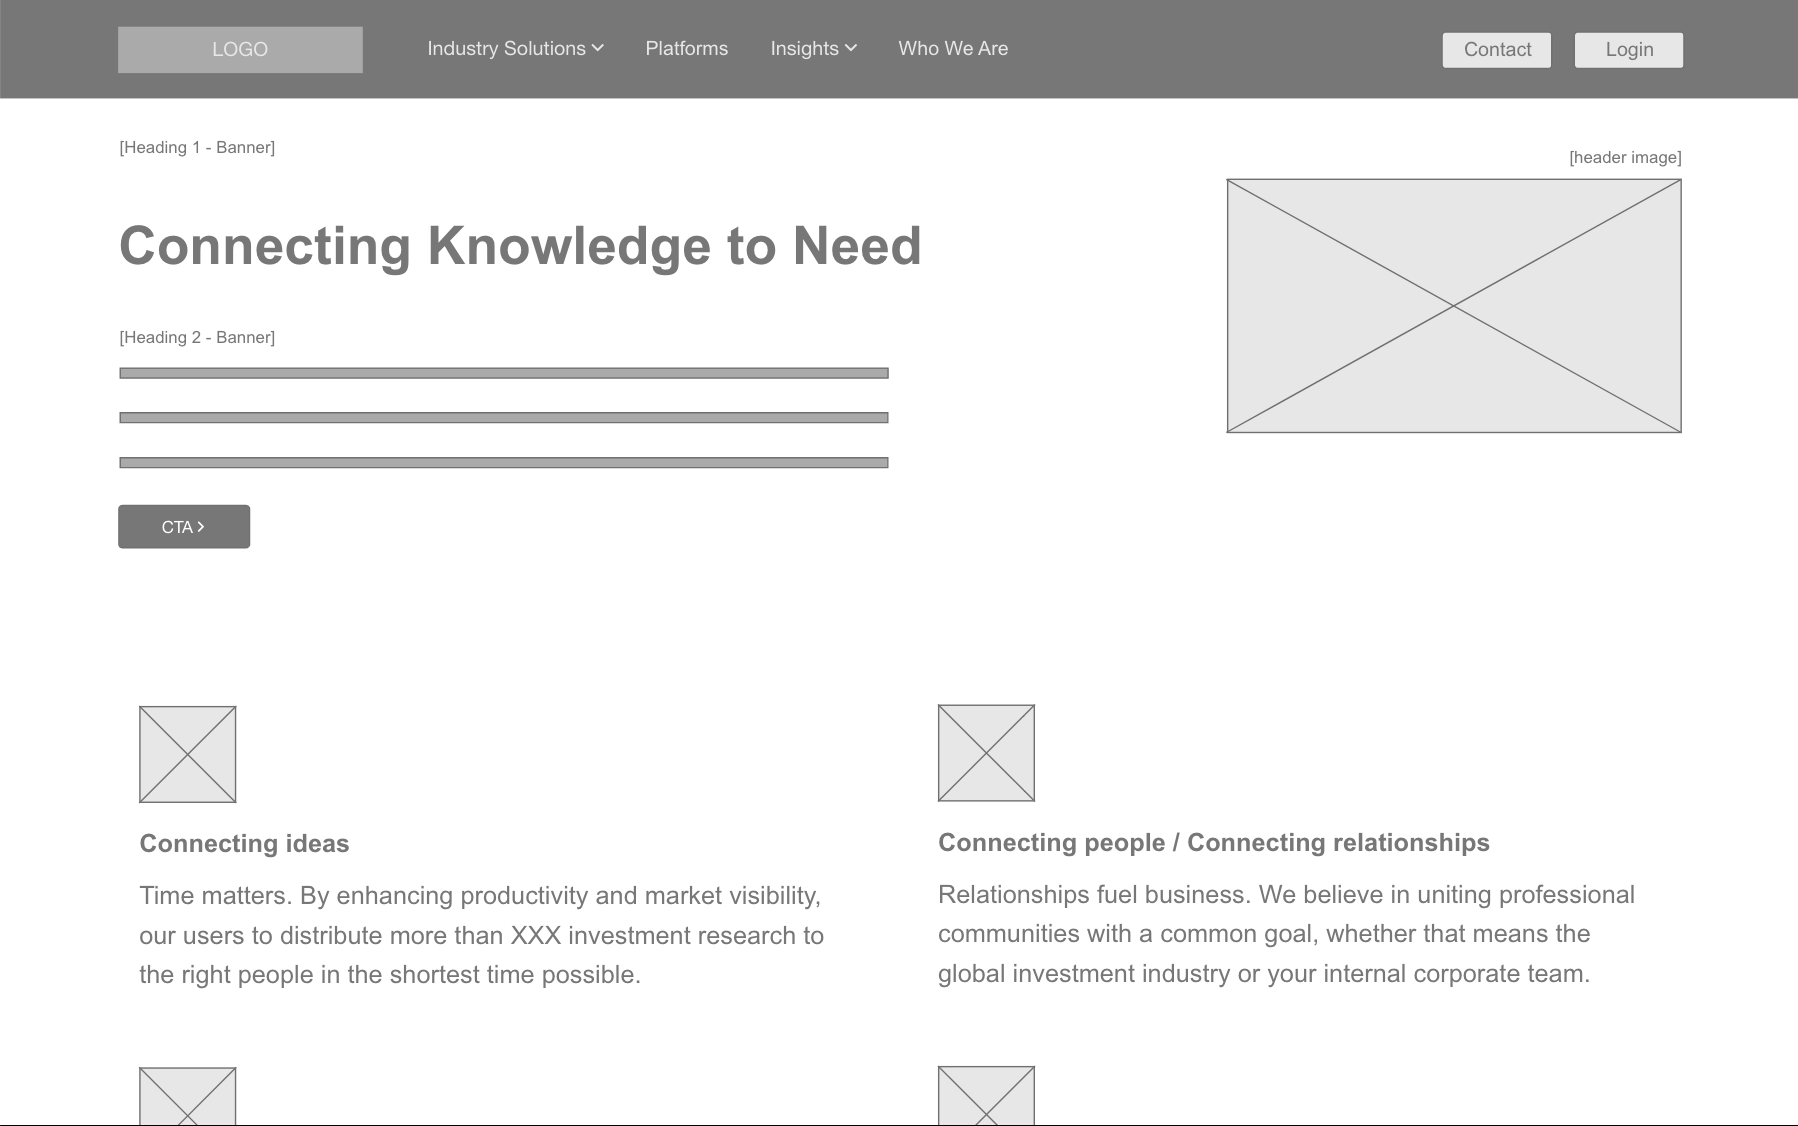 LOGO
Industry Solutions
Platforms
Insights
Who We Are
Contact
Login
[Heading 1 - Banner]
[header image]
Connecting Knowledge to Need
[Heading 2 - Banner]
CTA
Connecting ideas
Time matters. By enhancing productivity and market visibility,
our users to distribute more than XXX investment research to
the right people in the shortest time possible.
Connecting people / Connecting relationships
Relationships fuel business. We believe in uniting professional
communities with a common goal, whether that means the
global investment industry or your internal corporate team.